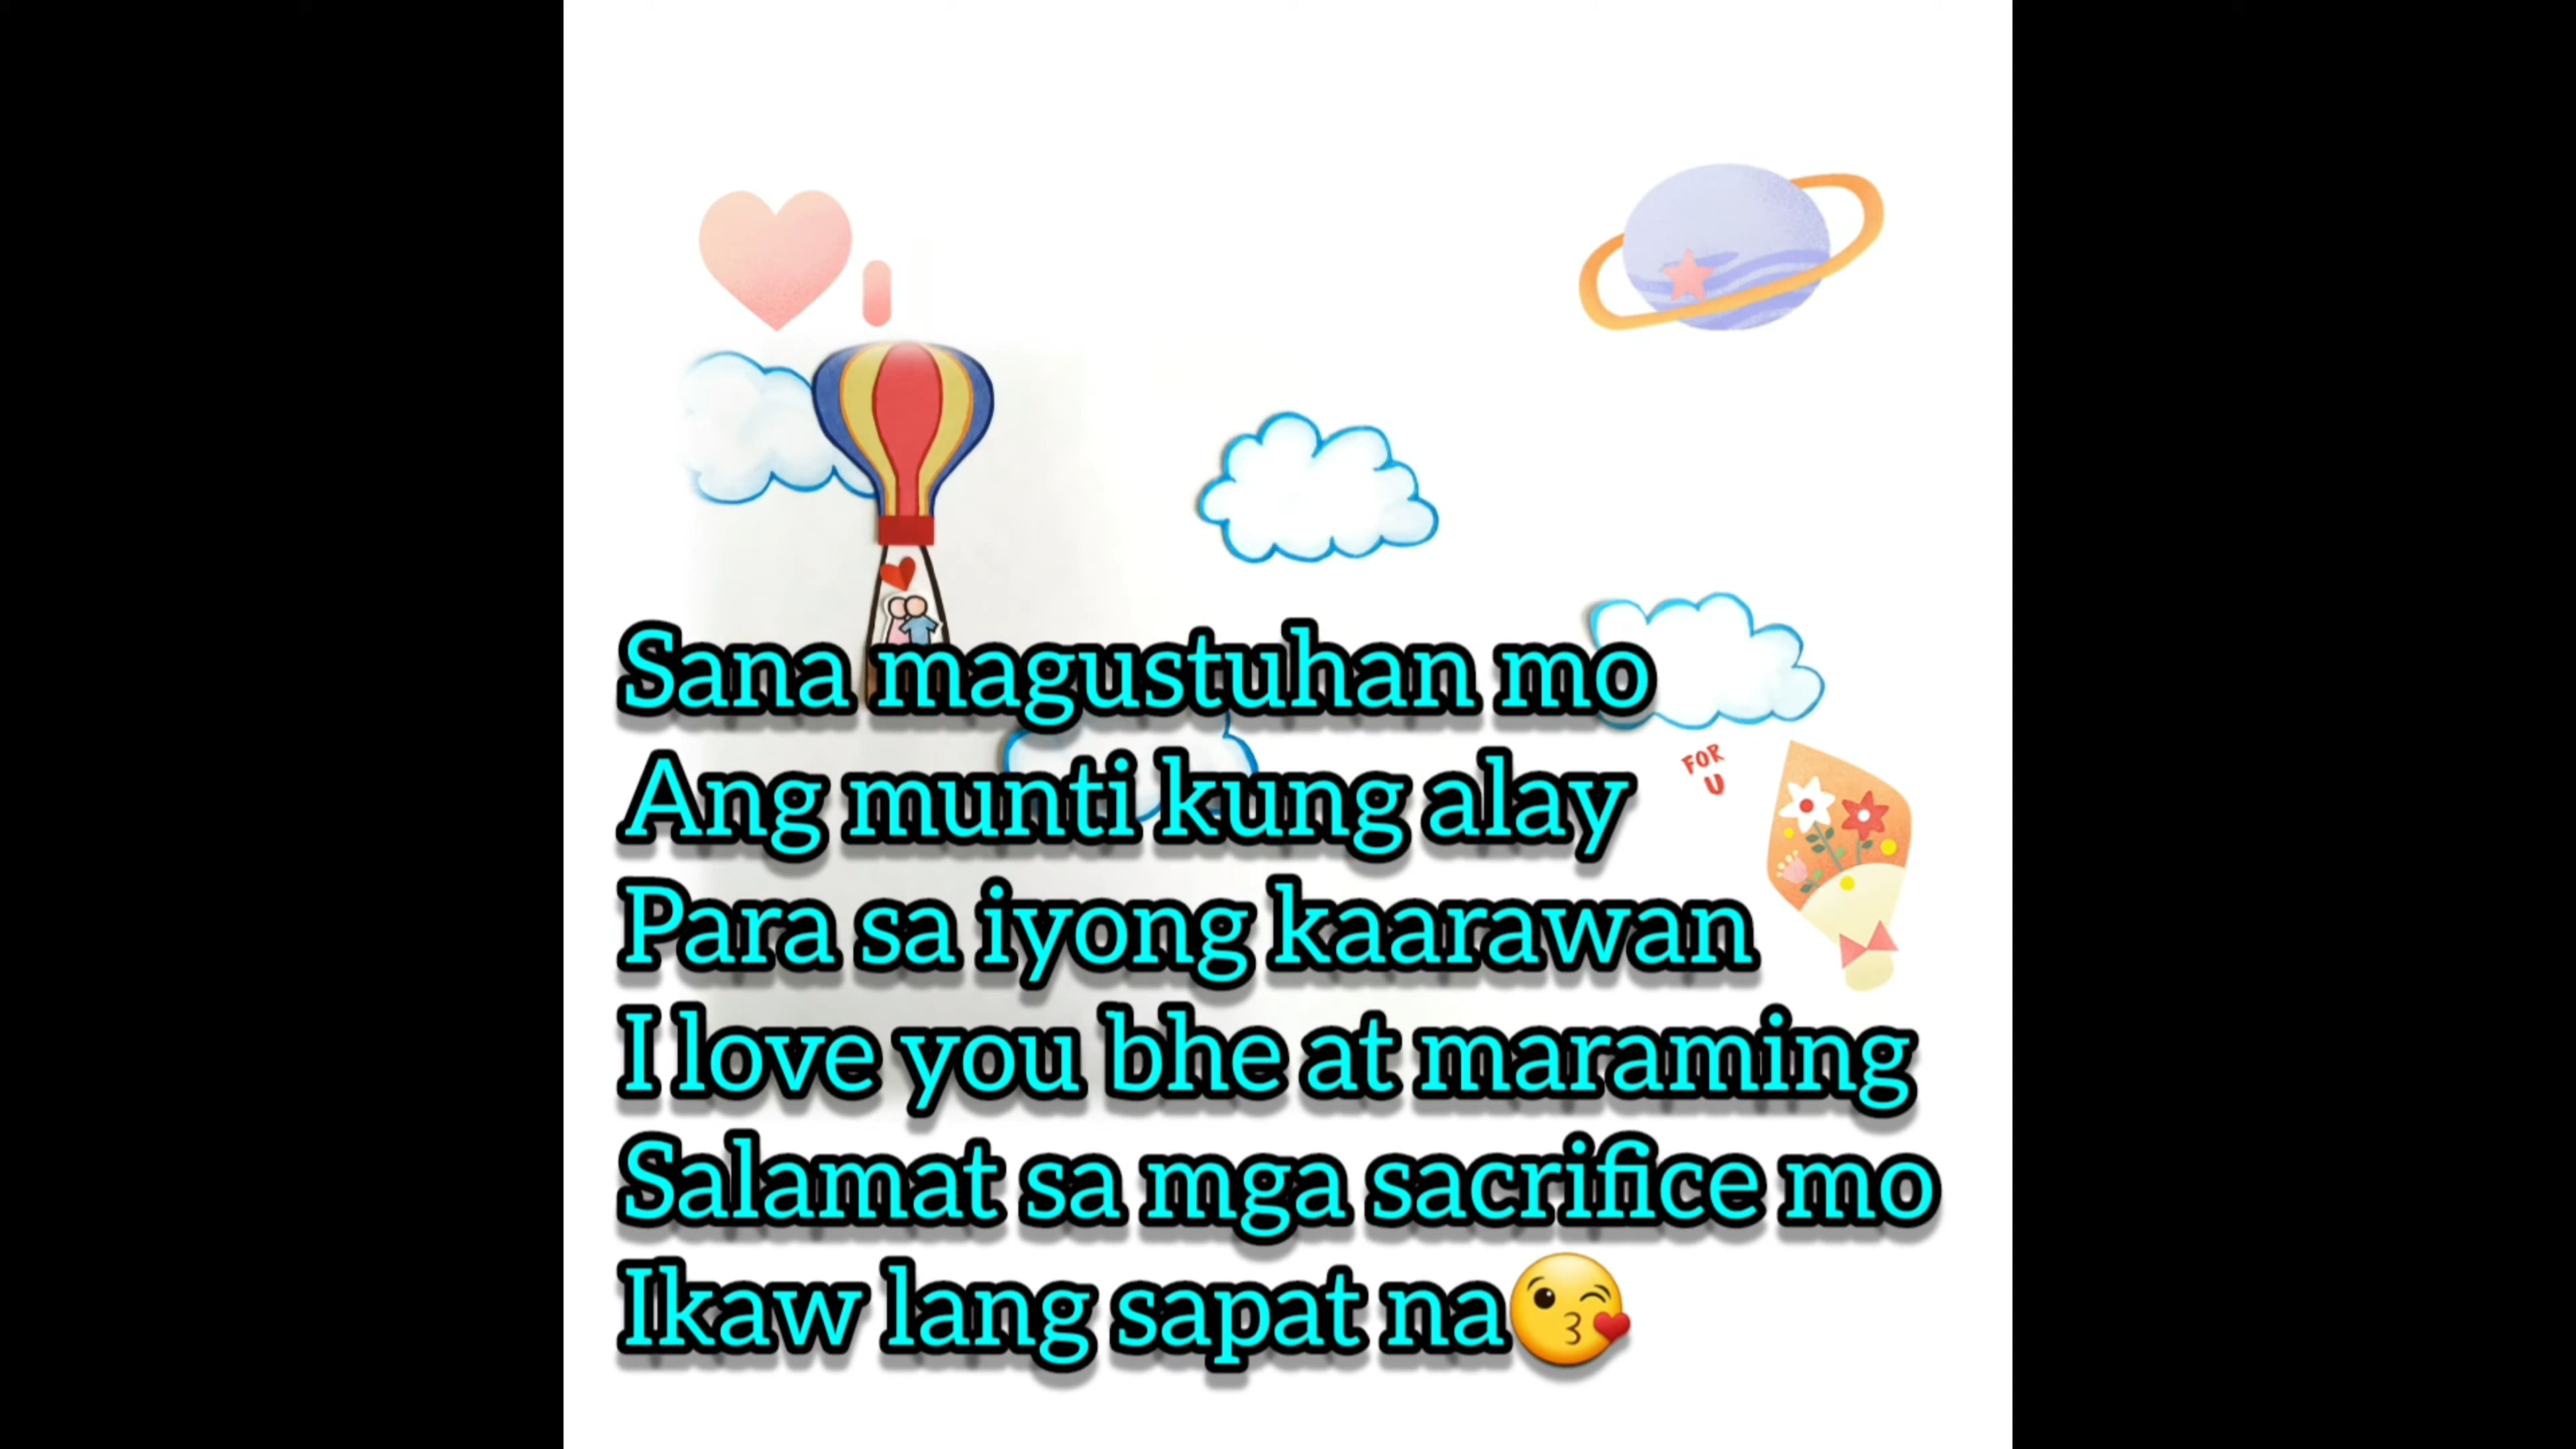 FOR
U
Sana magustuhan mo
Ang munti kung alay
Para sa iyong kaarawan
I love you bhe at maraming
Salamat sa mga sacrifice mo
Ikaw lang sapat na😘